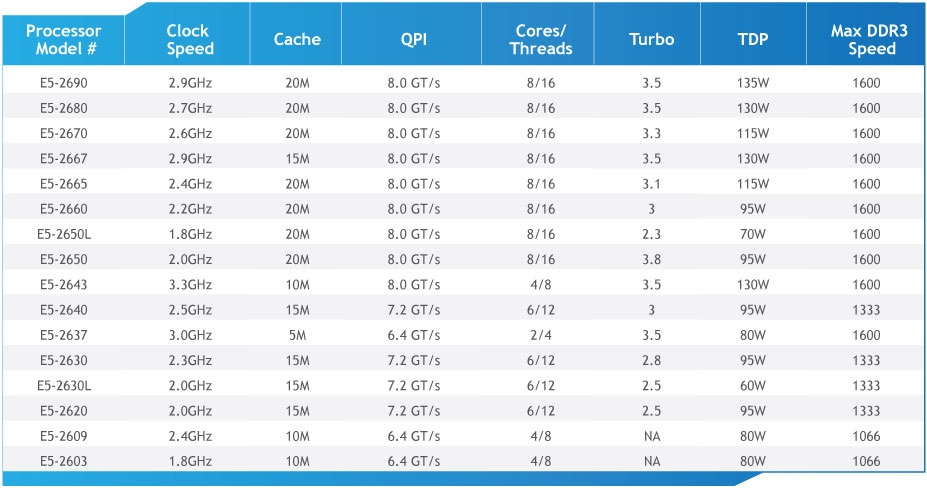 Processor Model # Clock Speed Cache QPI Cores/ Threads Turbo TDP Max DDR3 Speed
E5-2690 2.9GHz 20M 8.0 GT/s 8/16 3.5 135W 1600
E5-2680 2.7GHz 20M 8.0 GT/s 8/16 3.5 130W 1600
E5-2670 2.6GHz 20M 8.0 GT/s 8/16 3.3 115W 1600
E5-2667 2.9GHz 15M 8.0 GT/s 8/16 3.5 130W 1600
E5-2665 2.4GHz 20M 8.0 GT/s 8/16 3.1 115W 1600
E5-2660 2.2GHz 20M 8.0 GT/s 8/16 3 95W 1600
E5-2650L 1.8GHz 20M 8.0 GT/s 8/16 2.3 70W 1600
E5-2650 2.0GHz 20M 8.0 GT/s 8/16 3.8 95W 1600
E5-2643 3.3GHz 10M 8.0 GT/s 4/8 3.5 130W 1600
E5-2640 2.5GHz 15M 7.2 GT/s 6/12 3 95W 1333
E5-2637 3.0GHz 5M 6.4 GT/s 2/4 3.5 80W 1600
E5-2630 2.3GHz 15M 7.2 GT/s 6/12 2.8 95W 1333
E5-2630L 2.0GHz 15M 7.2 GT/s 6/12 2.5 60W 1333
E5-2620 2.0GHz 15M 7.2 GT/s 6/12 2.5 95W 1333
E5-2609 2.4GHz 10M 6.4 GT/s 4/8 NA 80W 1066
E5-2603 1.8GHz 10M 6.4 GT/s 4/8 NA 80W 1066